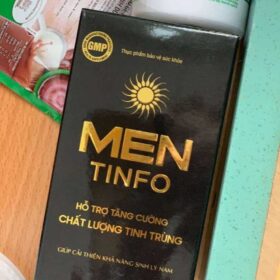 GMP
Thực phẩm bảo vệ sức khỏe
MEN
TINFO
HỖ TRỢ TĂNG CƯỜNG
CHẤT LƯỢNG TINH TRÙNG
GIÚP CẢI THIỆN KHẢ NĂNG SINH LÝ NAM